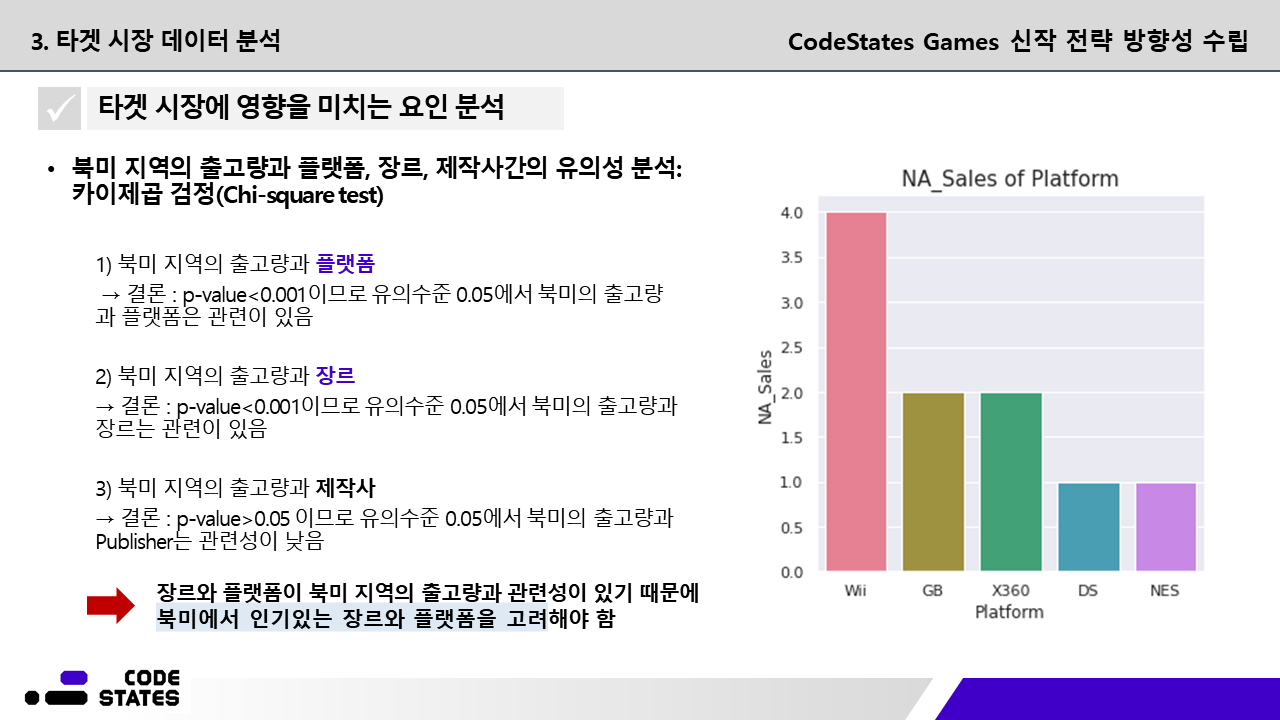 3. 타겟 시장 데이터 분석
CodeStates Games 신작 전략 방향성 수립
타겟 시장에 영향을 미치는 요인 분석
• 북미 지역의 출고량과 플랫폼, 장르, 제작사간의 유의성 분석:
카이제곱 검정(Chi-square test)
1) 북미 지역의 출고량과 플랫폼
→ 결론 : p-value<0.001이므로 유의수준 0.05에서 북미의 출고량
과 플랫폼은 관련이 있음
2) 북미 지역의 출고량과 장르
→ 결론 : p-value<0.001이므로 유의수준 0.05에서 북미의 출고량과
장르는 관련이 있음
3) 북미 지역의 출고량과 제작사
→ 결론 : p-value>0.05 이므로 유의수준 0.05에서 북미의 출고량과
Publisher는 관련성이 낮음
장르와 플랫폼이 북미 지역의 출고량과 관련성이 있기 때문에
북미에서 인기있는 장르와 플랫폼을 고려해야 함
NA_Sales of Platform
4.0
3.5
3.0
2.5
2.0
1.5
1.0
0.5
0.0
NA_Sales
Wii GB X360 DS NES
Platform
CODE
STATES